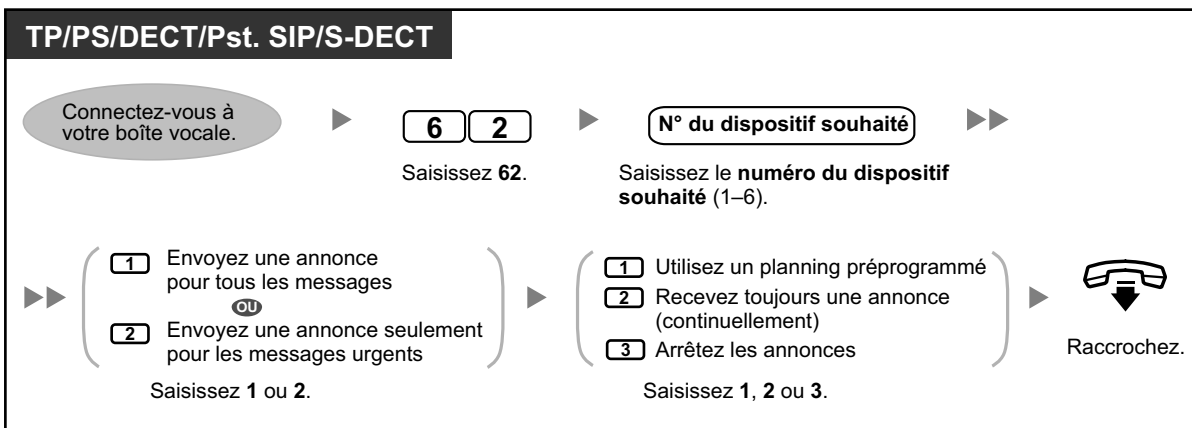 TP/PS/DECT/Pst. SIP/S-DECT
Connectez-vous à
votre boîte vocale.
6 2
Saisissez 62.
N° du dispositif souhaité
Saisissez le numéro du dispositif
souhaité (1–6).
1 Envoyez une annonce
pour tous les messages
OU
2 Envoyez une annonce seulement
pour les messages urgents
Saisissez 1 ou 2.
1 Utilisez un planning préprogrammé
2 Recevez toujours une annonce
(continuellement)
3 Arrêtez les annonces
Saisissez 1, 2 ou 3.
Raccrochez.